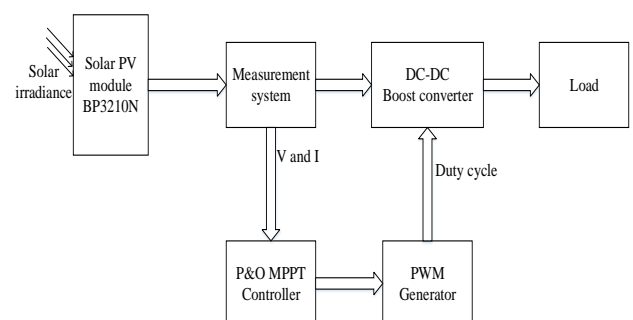 Solar
irradiance
Solar PV
module
BP3210N
Measurement
system
DC-DC
Boost converter
Load
V and I
Duty cycle
P&O MPPT
Controller
PWM
Generator